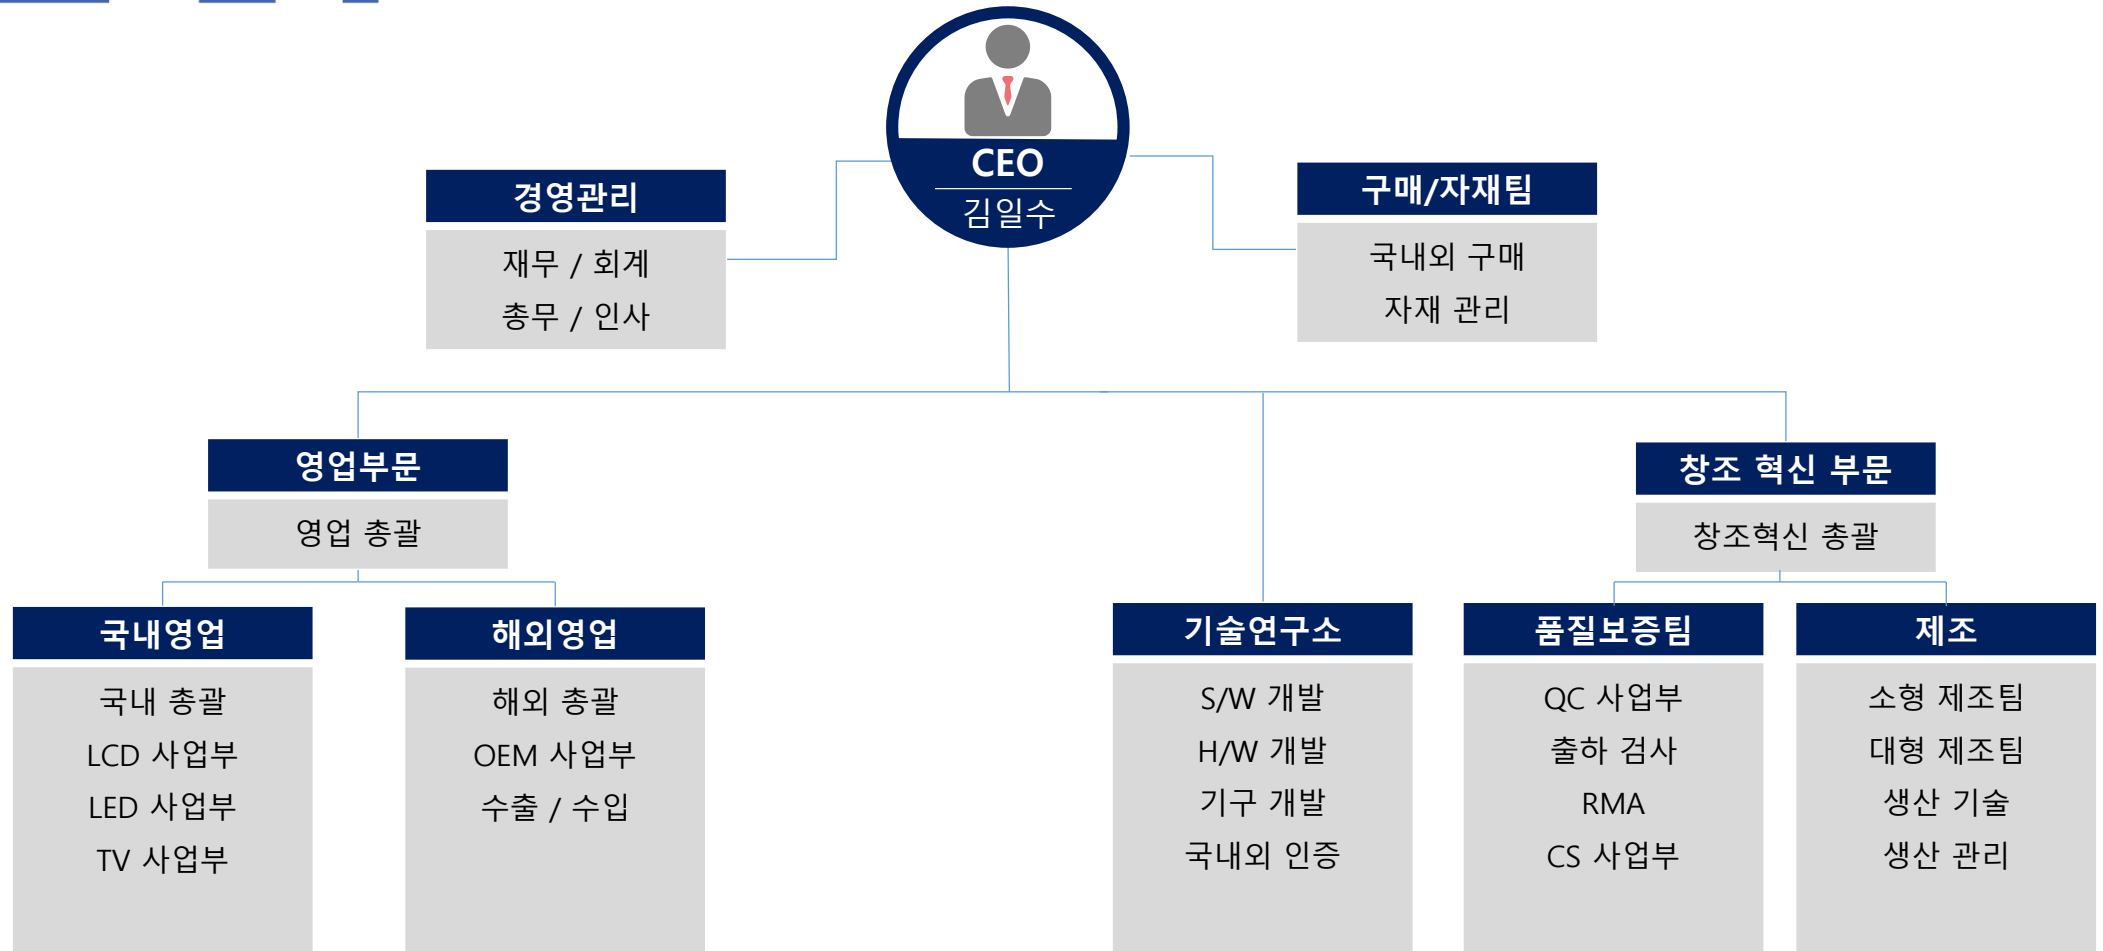 CEO
김일수
경영관리
재무 / 회계
총무 / 인사
구매/자재팀
국내외 구매
자재 관리
영업부문
영업 총괄
창조 혁신 부문
창조혁신 총괄
국내영업
국내 총괄
LCD 사업부
LED 사업부
TV 사업부
해외영업
해외 총괄
OEM 사업부
수출 / 수입
기술연구소
S/W 개발
H/W 개발
기구 개발
국내외 인증
품질보증팀
QC 사업부
출하 검사
RMA
CS 사업부
제조
소형 제조팀
대형 제조팀
생산 기술
생산 관리